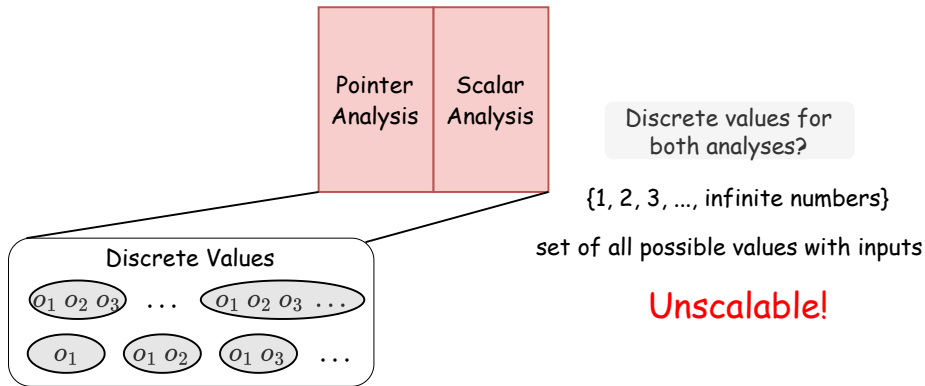 Pointer
Analysis
Scalar
Analysis
Discrete values for
both analyses?
{1, 2, 3, ..., infinite numbers}
set of all possible values with inputs
Unscalable!
Discrete Values
o₁ o₂ o₃ ... o₁ o₂ o₃ ...
o₁ o₁ o₂ o₁ o₃ ...